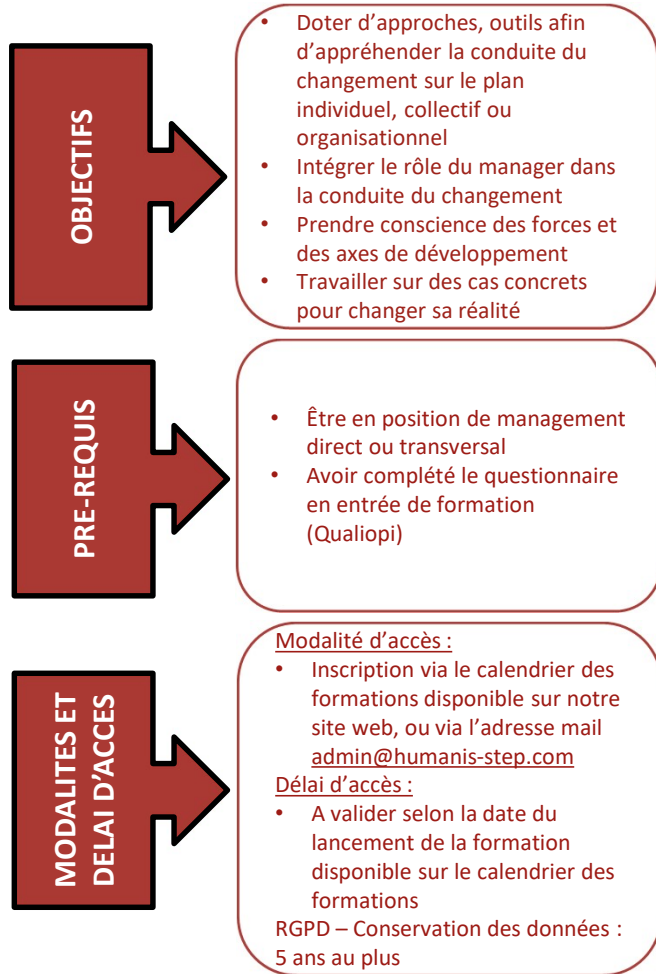 OBJECTIFS
• Doter d’approches, outils afin
d’appréhender la conduite du
changement sur le plan
individuel, collectif ou
organisationnel
• Intégrer le rôle du manager dans
la conduite du changement
• Prendre conscience des forces et
des axes de développement
• Travailler sur des cas concrets
pour changer sa réalité
PRE-REQUIS
• Être en position de management
direct ou transversal
• Avoir complété le questionnaire
en entrée de formation
(Qualiopi)
MODALITES ET
DELAI D’ACCES
Modalité d’accès :
• Inscription via le calendrier des
formations disponible sur notre
site web, ou via l’adresse mail
admin@humanis-step.com
Délai d’accès :
• A valider selon la date du
lancement de la formation
disponible sur le calendrier des
formations
RGPD – Conservation des données :
5 ans au plus